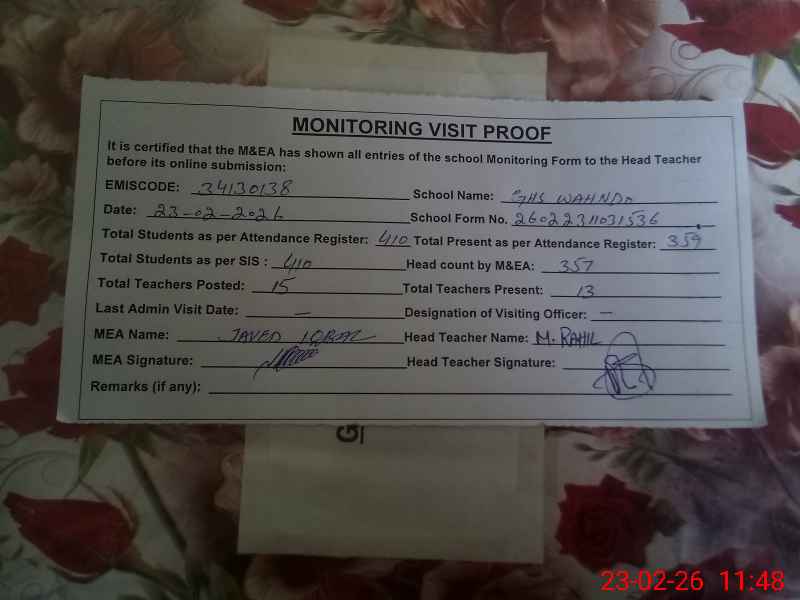 MONITORING VISIT PROOF
It is certified that the M&EA has shown all entries of the school Monitoring Form to the Head Teacher
before its online submission:
EMISCODE: 34130138 School Name: GHS WAHNDO
Date: 23-02-2026 School Form No. 26022311031536
Total Students as per Attendance Register: 410 Total Present as per Attendance Register: 359
Total Students as per SIS : 410 Head count by M&EA: 357
Total Teachers Posted: 15 Total Teachers Present: 13
Last Admin Visit Date: – Designation of Visiting Officer: –
MEA Name: JAVED IQBAL Head Teacher Name: M. RAHIL
MEA Signature: Head Teacher Signature:
Remarks (if any):
G
23-02-26 11:48